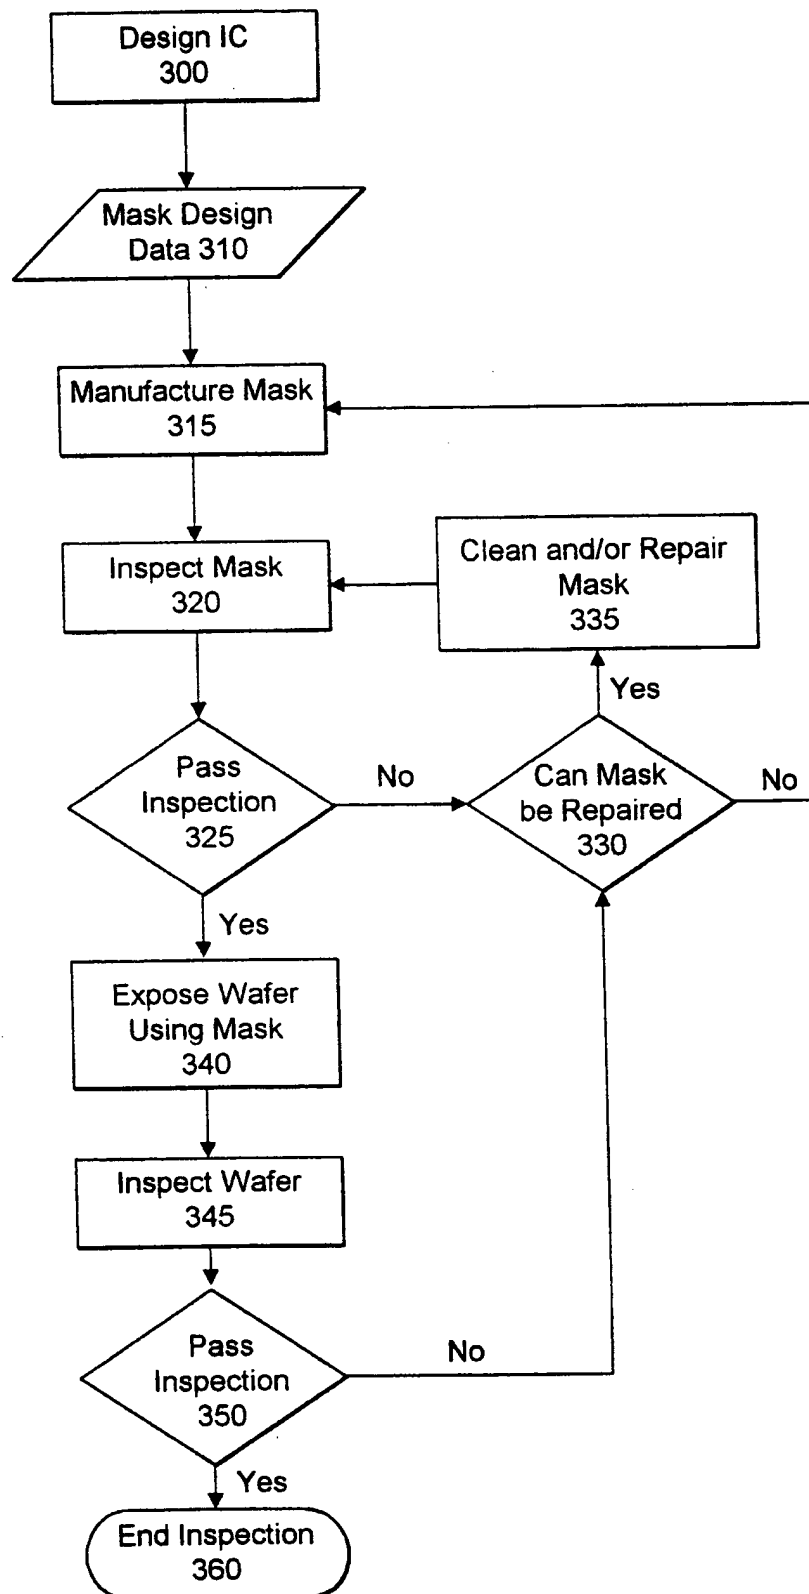 Design IC
300
Mask Design
Data 310
Manufacture Mask
315
Inspect Mask
320
Clean and/or Repair
Mask
335
Yes
Pass
Inspection
325
No
Can Mask
be Repaired
330
No
Yes
Expose Wafer
Using Mask
340
Inspect Wafer
345
Pass
Inspection
350
No
Yes
End Inspection
360